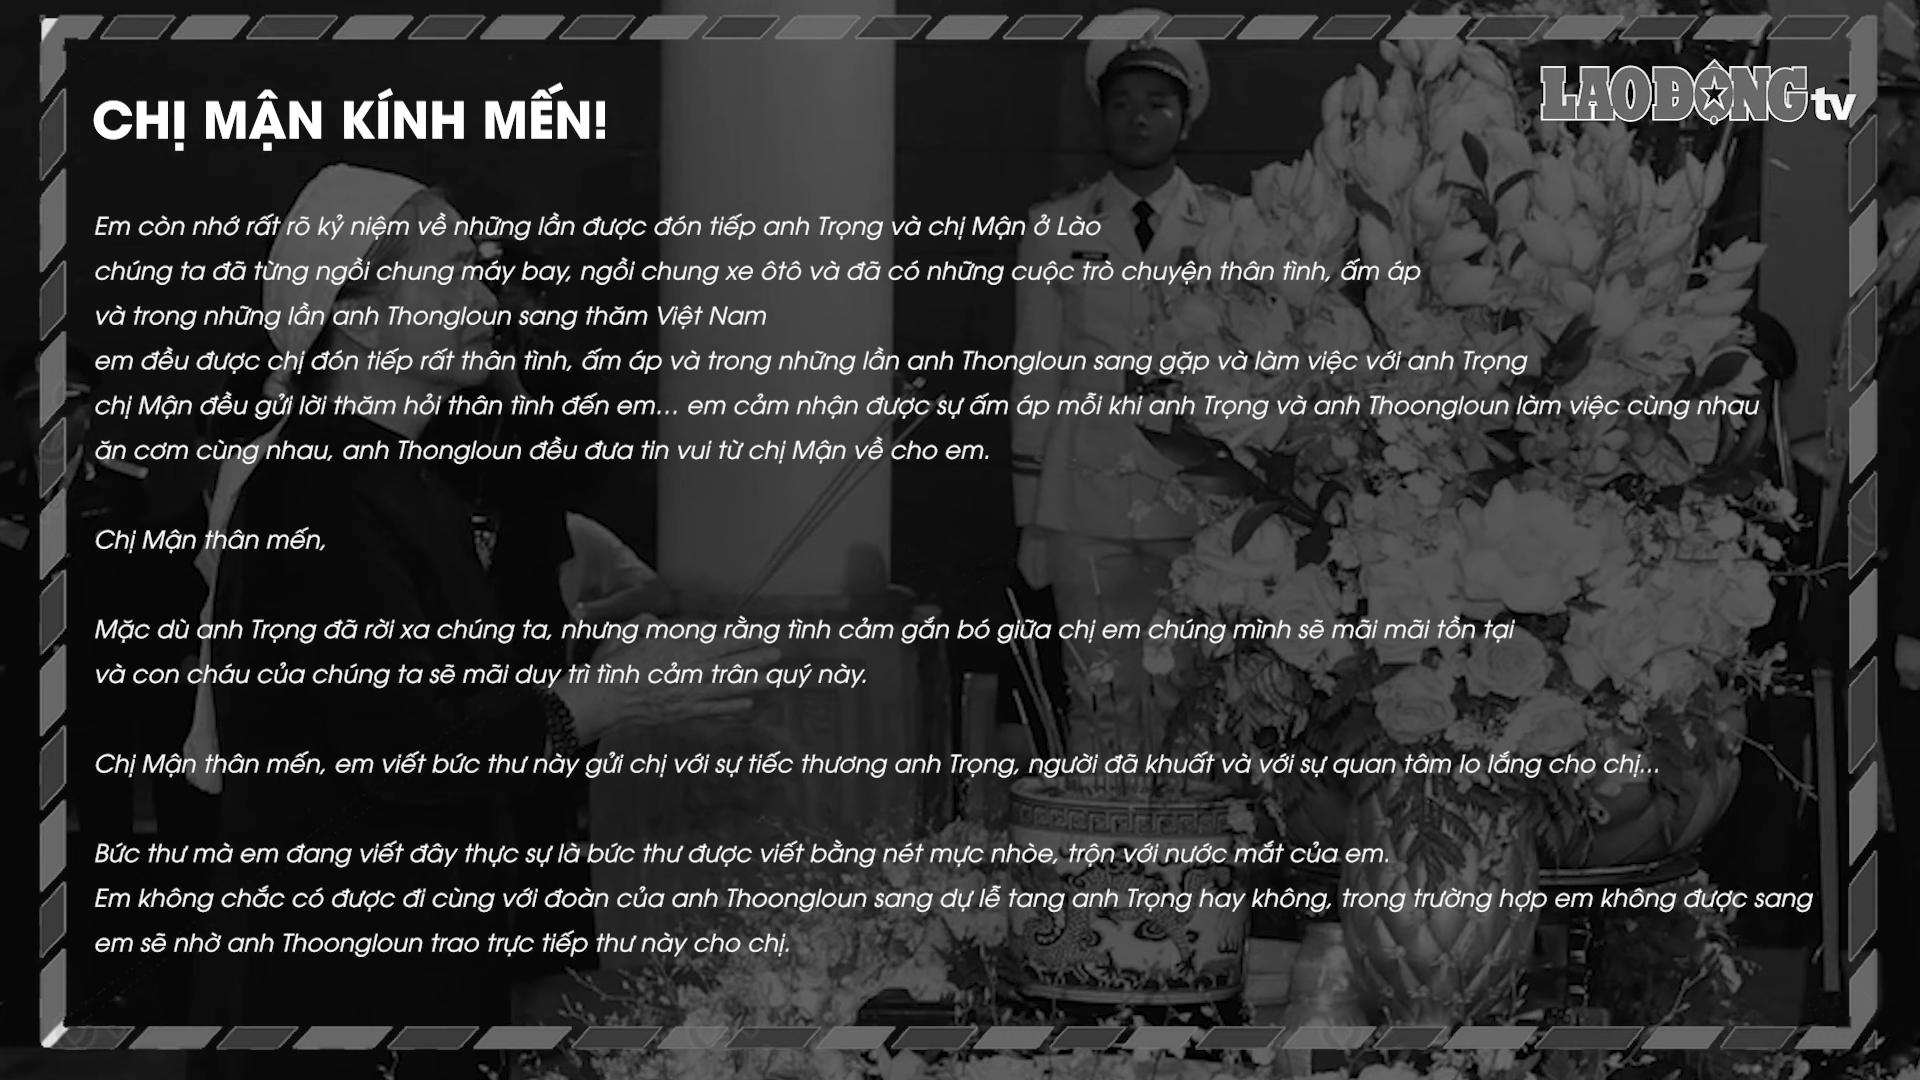 CHỊ MẬN KÍNH MẾN!
LAO ĐỘNG tv
Em còn nhớ rất rõ kỷ niệm về những lần được đón tiếp anh Trọng và chị Mận ở Lào
chúng ta đã từng ngồi chung máy bay, ngồi chung xe ôtô và đã có những cuộc trò chuyện thân tình, ấm áp
và trong những lần anh Thongloun sang thăm Việt Nam
em đều được chị đón tiếp rất thân tình, ấm áp và trong những lần anh Thongloun sang gặp và làm việc với anh Trọng
chị Mận đều gửi lời thăm hỏi thân tình đến em... em cảm nhận được sự ấm áp mỗi khi anh Trọng và anh Thoongloun làm việc cùng nhau
ăn cơm cùng nhau, anh Thongloun đều đưa tin vui từ chị Mận về cho em.
Chị Mận thân mến,
Mặc dù anh Trọng đã rời xa chúng ta, nhưng mong rằng tình cảm gắn bó giữa chị em chúng mình sẽ mãi mãi tồn tại
và con cháu của chúng ta sẽ mãi duy trì tình cảm trân quý này.
Chị Mận thân mến, em viết bức thư này gửi chị với sự tiếc thương anh Trọng, người đã khuất và với sự quan tâm lo lắng cho chị...
Bức thư mà em đang viết đây thực sự là bức thư được viết bằng nét mực nhòe, trộn với nước mắt của em.
Em không chắc có được đi cùng với đoàn của anh Thoongloun sang dự lễ tang anh Trọng hay không, trong trường hợp em không được sang
em sẽ nhờ anh Thoongloun trao trực tiếp thư này cho chị.